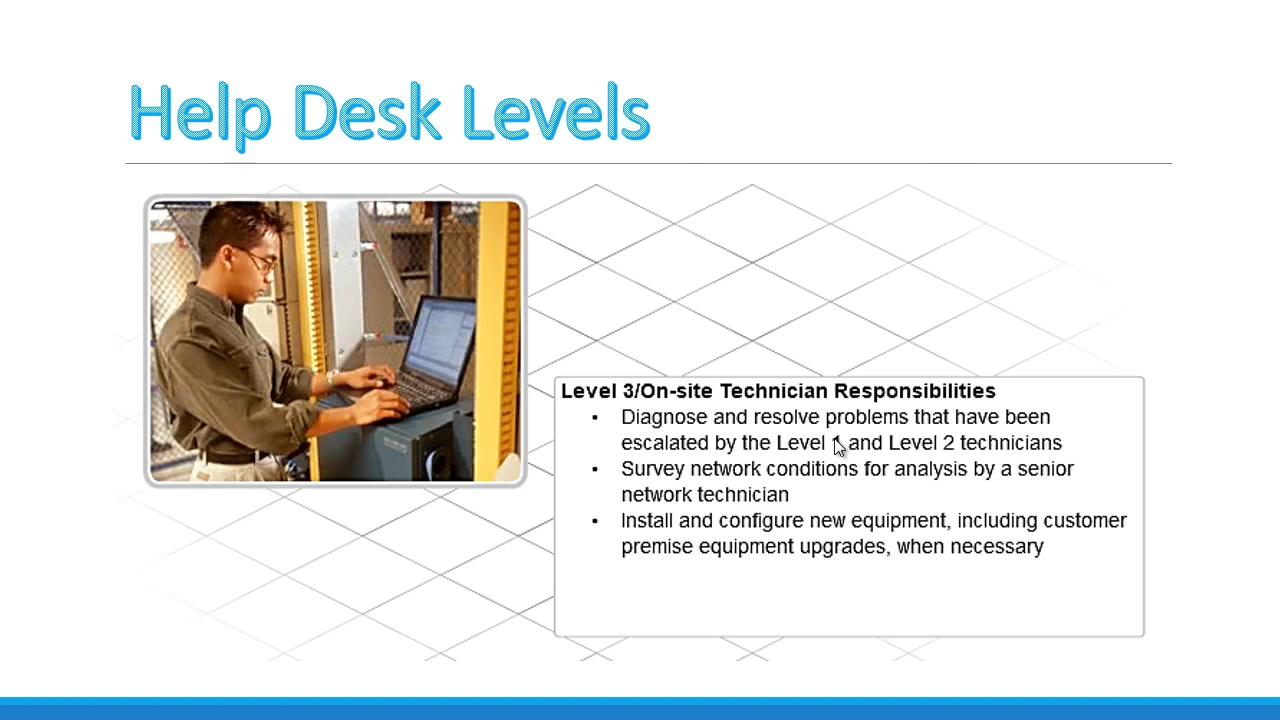 Help Desk Levels
Level 3/On-site Technician Responsibilities
• Diagnose and resolve problems that have been
escalated by the Level 1 and Level 2 technicians
• Survey network conditions for analysis by a senior
network technician
• Install and configure new equipment, including customer
premise equipment upgrades, when necessary